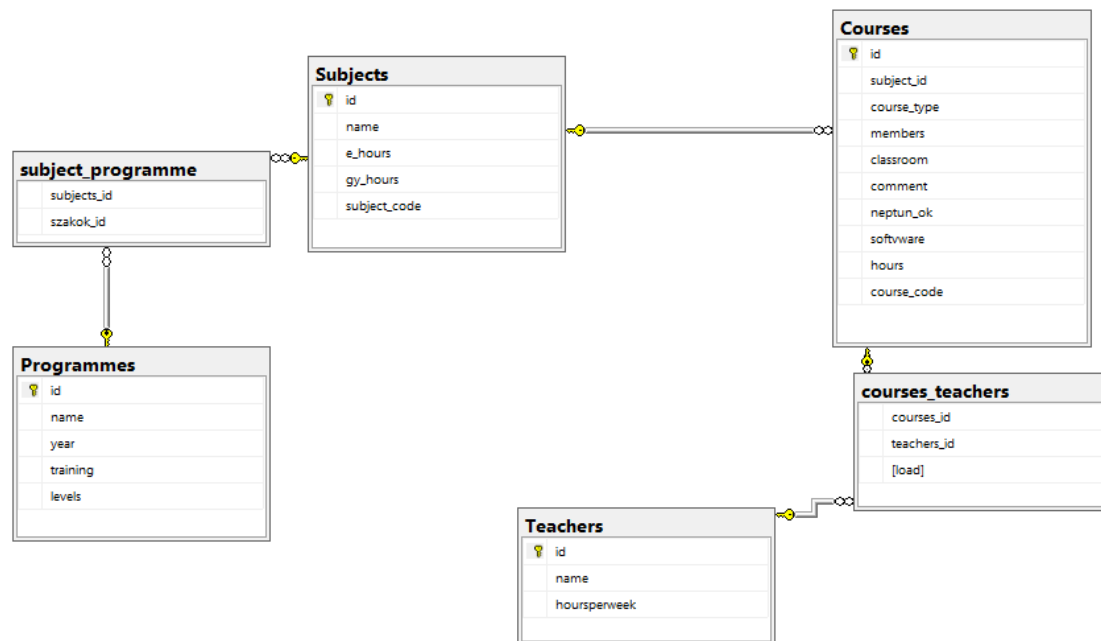 Courses
id
subject_id
course_type
members
classroom
comment
neptun_ok
softvware
hours
course_code
Subjects
id
name
e_hours
gy_hours
subject_code
subject_programme
subjects_id
szakok_id
Programmes
id
name
year
training
levels
courses_teachers
courses_id
teachers_id
[load]
Teachers
id
name
hoursperweek